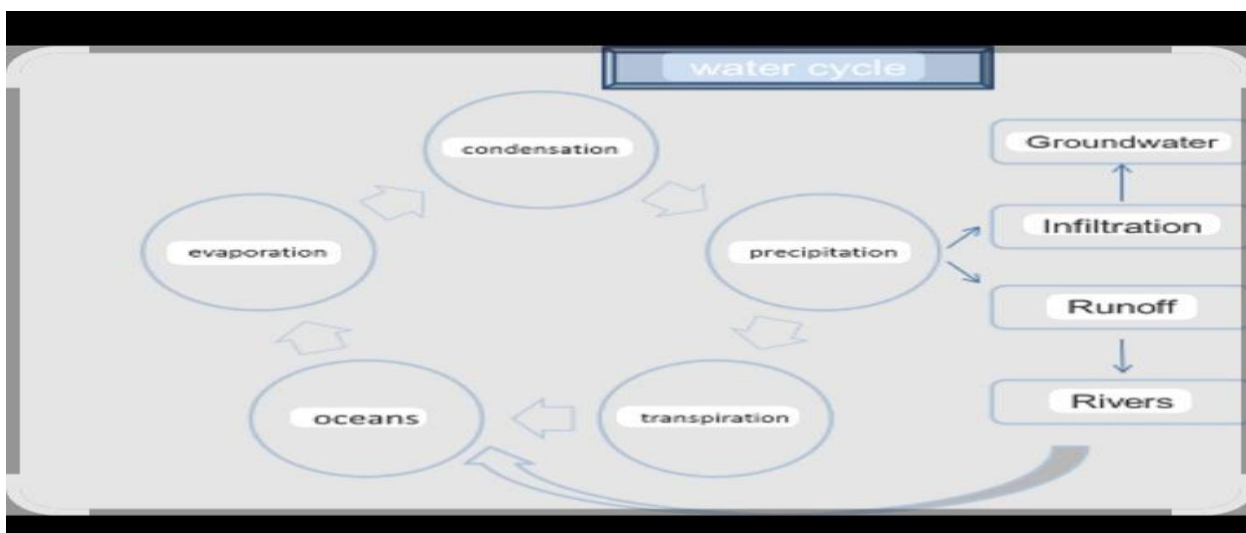 water cycle
condensation
evaporation
precipitation
oceans
transpiration
Groundwater
Infiltration
Runoff
Rivers